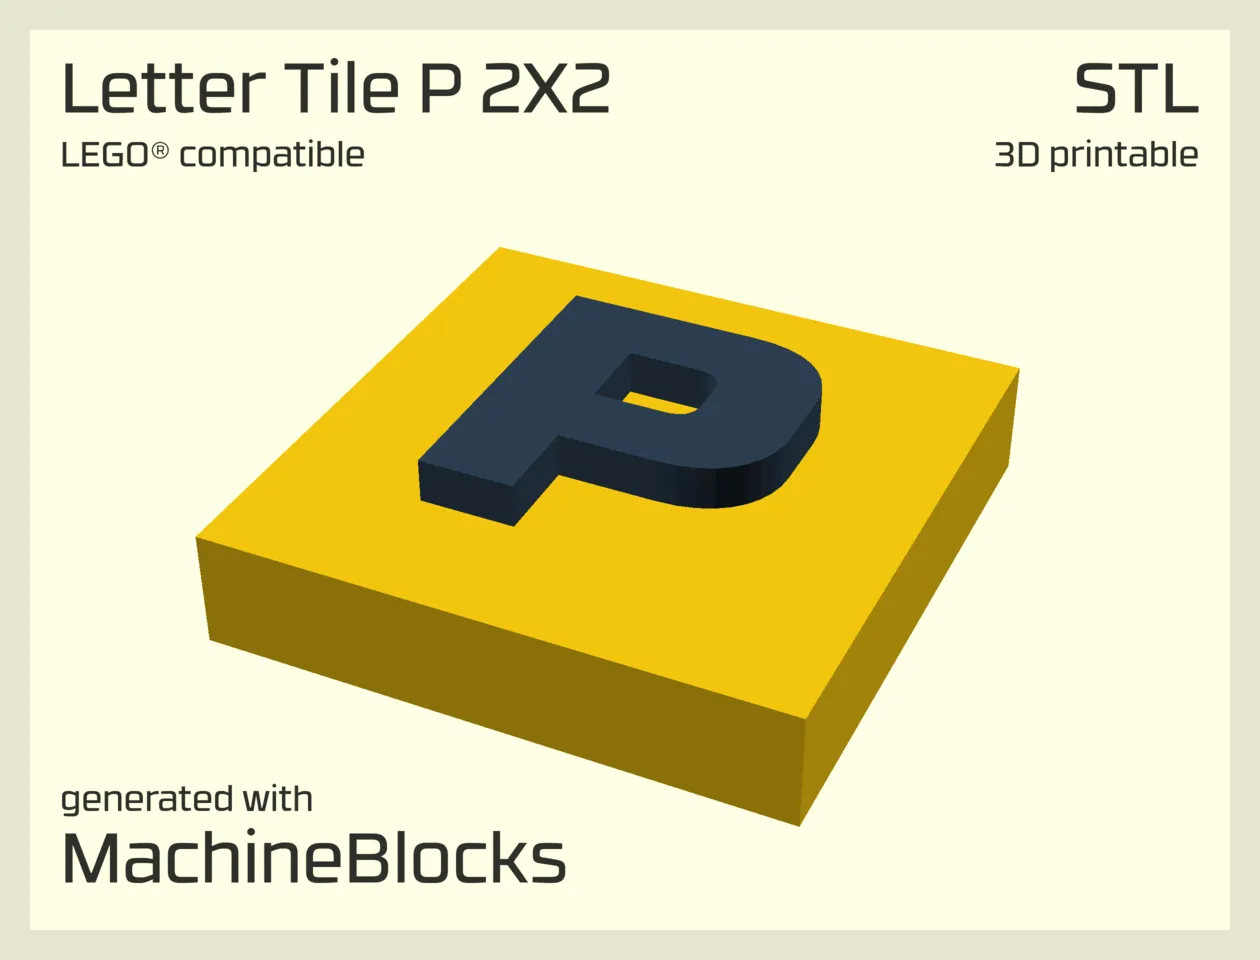 Letter Tile P 2X2
STL
LEGO® compatible
3D printable
P
generated with
MachineBlocks